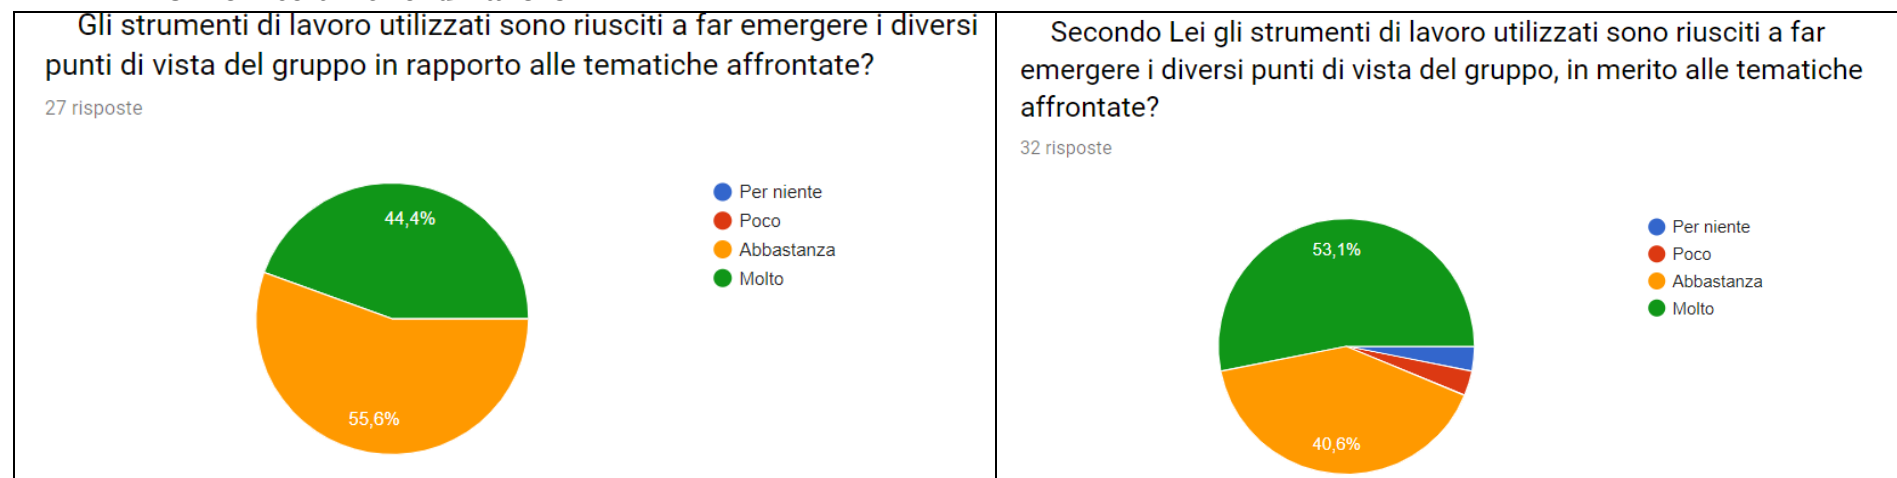 Gli strumenti di lavoro utilizzati sono riusciti a far emergere i diversi
punti di vista del gruppo in rapporto alle tematiche affrontate?
27 risposte
44,4%
55,6%
Per niente
Poco
Abbastanza
Molto
Secondo Lei gli strumenti di lavoro utilizzati sono riusciti a far
emergere i diversi punti di vista del gruppo, in merito alle tematiche
affrontate?
32 risposte
53,1%
40,6%
Per niente
Poco
Abbastanza
Molto